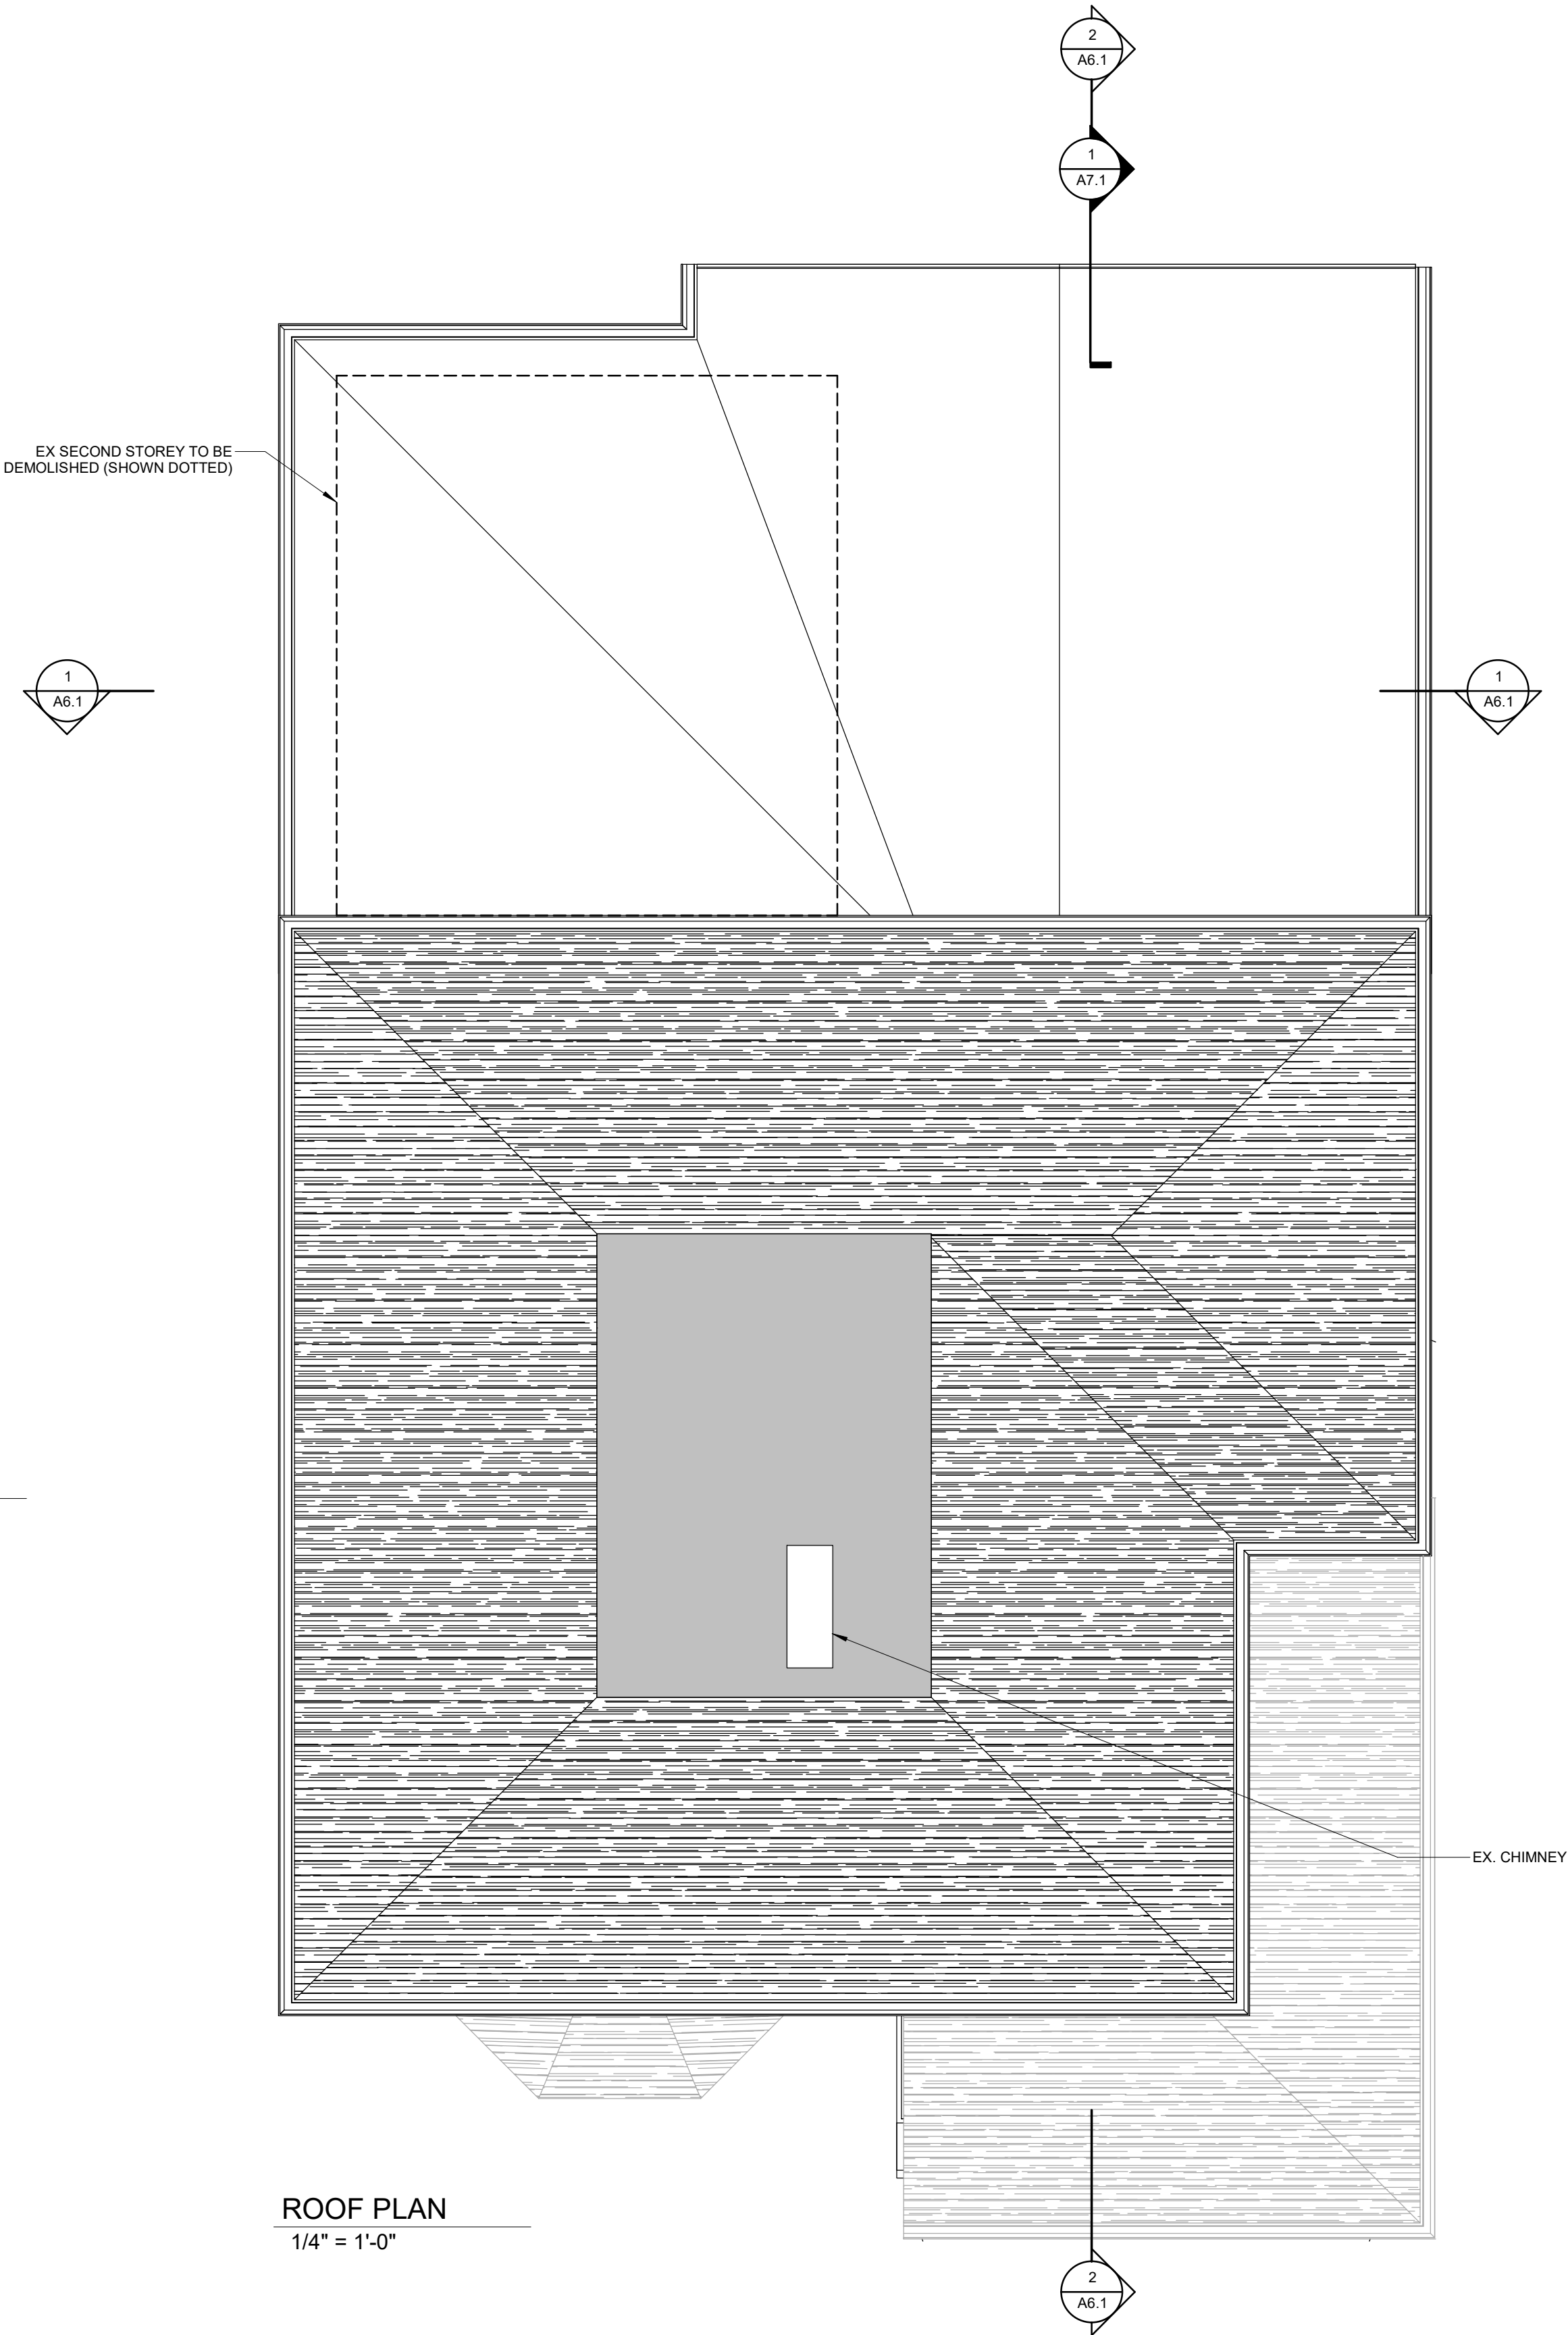 2
A6.1
1
A7.1
EX SECOND STOREY TO BE
DEMOLISHED (SHOWN DOTTED)
1
A6.1
1
A6.1
EX. CHIMNEY
ROOF PLAN
1/4" = 1'-0"
2
A6.1